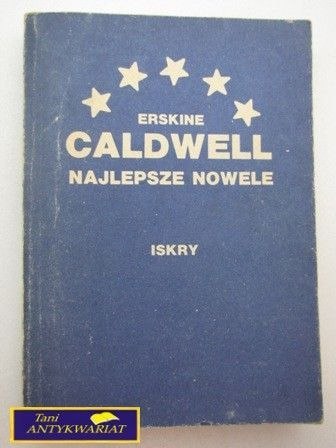 ERSKINE
CALDWELL
NAJLEPSZE NOWELE
ISKRY
Tani
ANTYKWARIAT